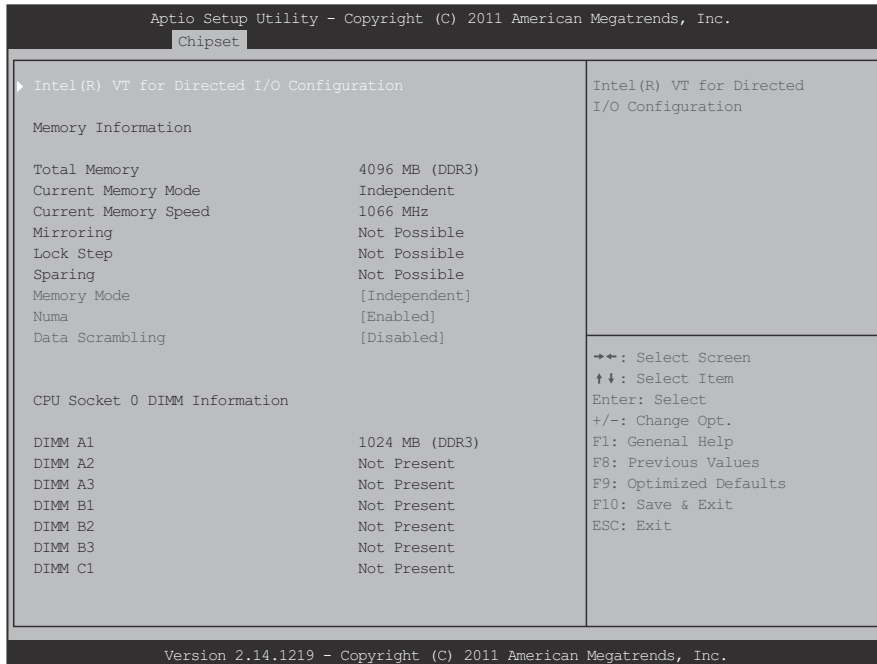 Aptio Setup Utility - Copyright (C) 2011 American Megatrends, Inc.
Chipset
Intel(R) VT for Directed I/O Configuration
Memory Information
Total Memory 4096 MB (DDR3)
Current Memory Mode Independent
Current Memory Speed 1066 MHz
Mirroring Not Possible
Lock Step Not Possible
Sparing Not Possible
Memory Mode [Independent]
Numa [Enabled]
Data Scrambling [Disabled]
CPU Socket 0 DIMM Information
DIMM A1 1024 MB (DDR3)
DIMM A2 Not Present
DIMM A3 Not Present
DIMM B1 Not Present
DIMM B2 Not Present
DIMM B3 Not Present
DIMM C1 Not Present
Intel(R) VT for Directed
I/O Configuration
→←: Select Screen
↑↓: Select Item
Enter: Select
+/-: Change Opt.
F1: Genenal Help
F8: Previous Values
F9: Optimized Defaults
F10: Save & Exit
ESC: Exit
Version 2.14.1219 - Copyright (C) 2011 American Megatrends, Inc.